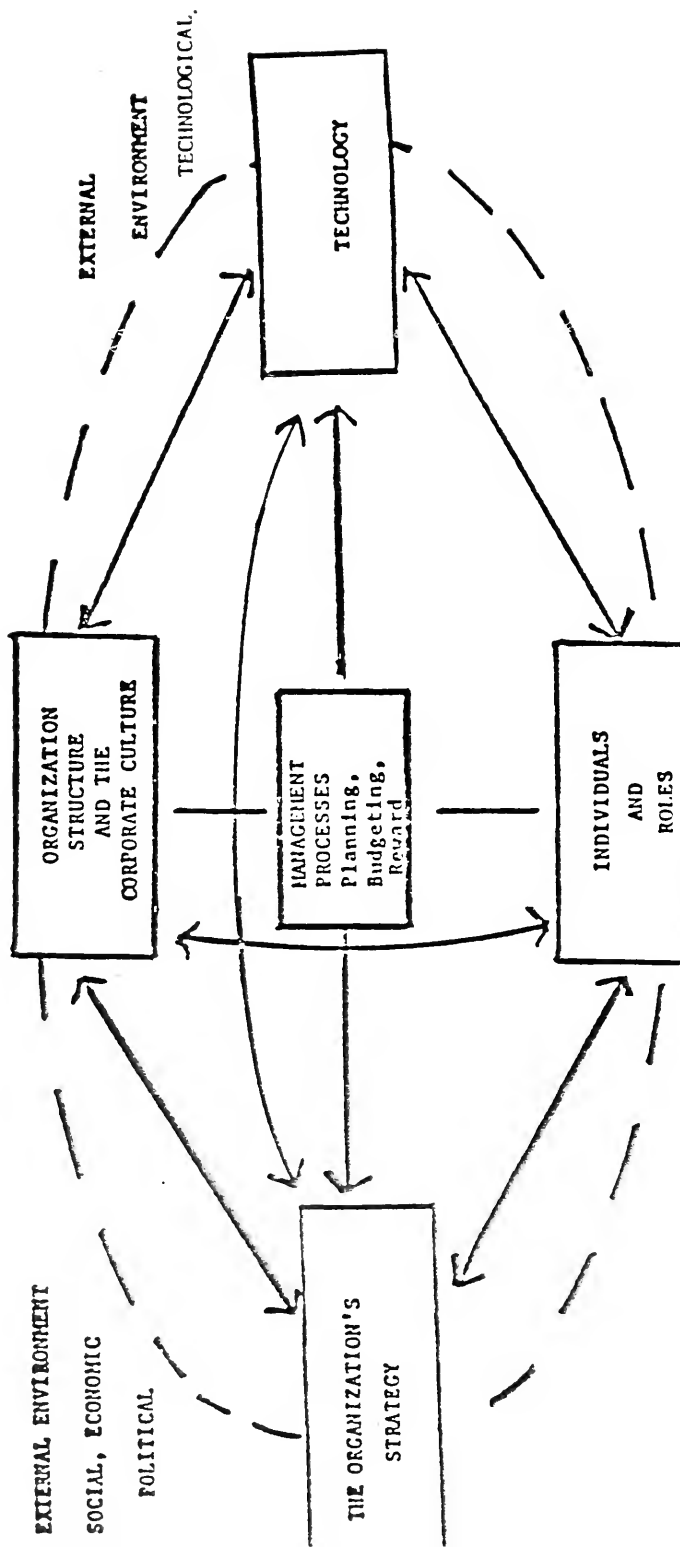 EXTERNAL ENVIRONMENT
SOCIAL, ECONOMIC
POLITICAL
EXTERNAL
ENVIRONMENT
TECHNOLOGICAL.
ORGANIZATION
STRUCTURE
AND THE
CORPORATE CULTURE
THE ORGANIZATION'S
STRATEGY
MANAGEMENT
PROCESSES
Planning,
Budgeting,
Reward
TECHNOLOGY
INDIVIDUALS
AND
ROLES